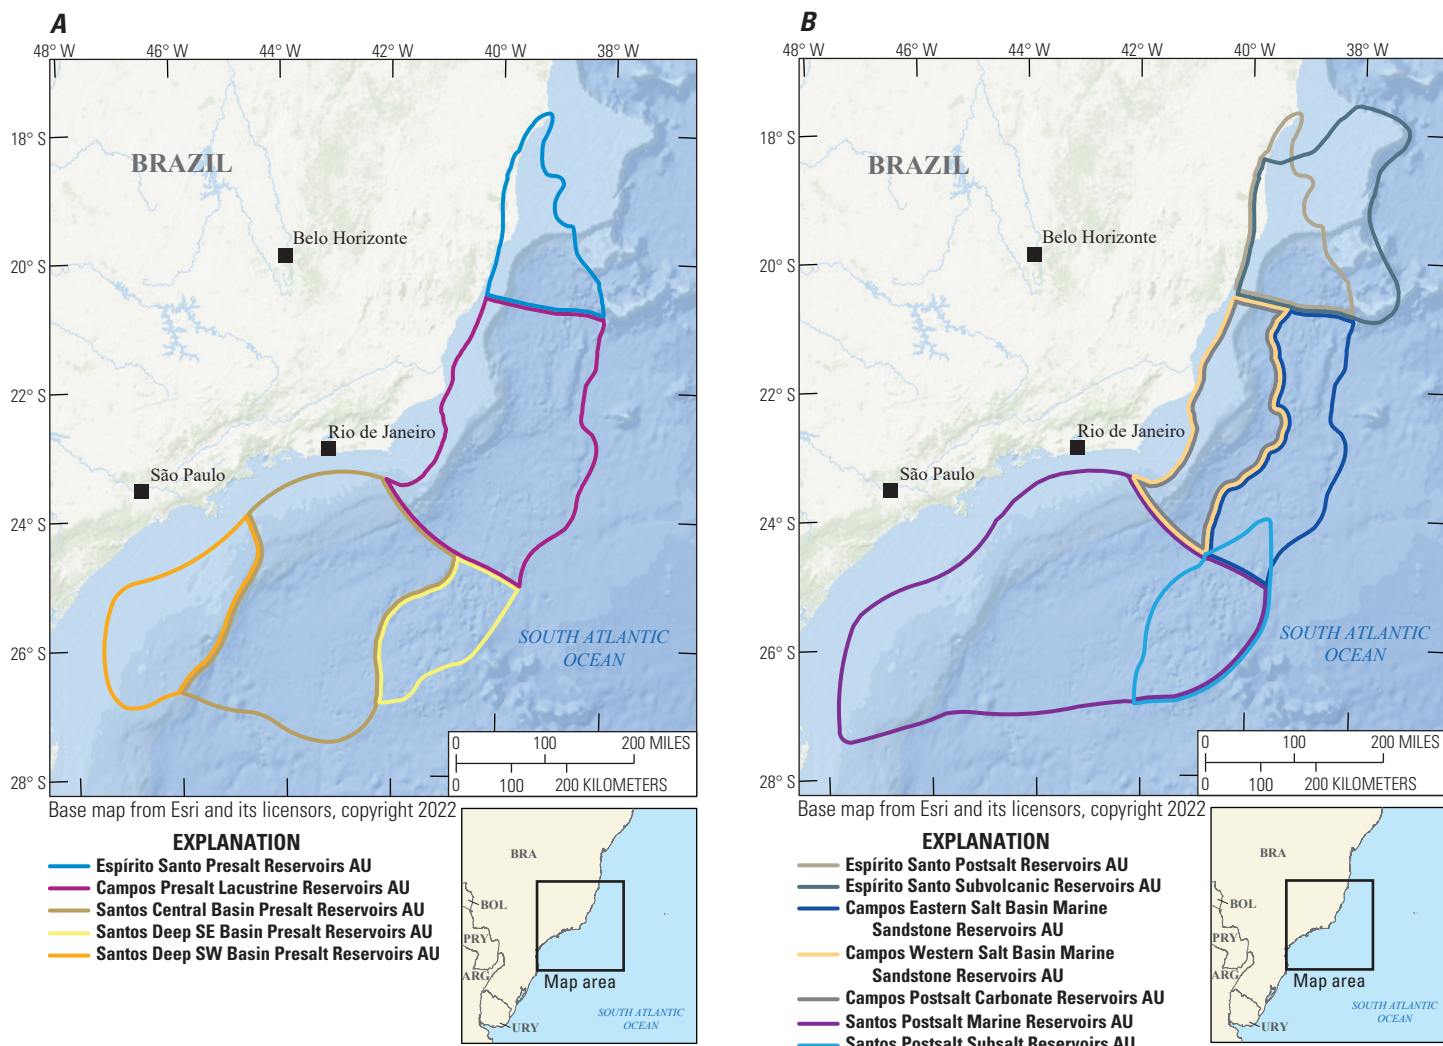 A
48° W 46° W 44° W 42° W 40° W 38° W
18° S
20° S
22° S
24° S
26° S
28° S
BRAZIL
Belo Horizonte
Rio de Janeiro
São Paulo
SOUTH ATLANTIC
OCEAN
0 100 200 MILES
0 100 200 KILOMETERS
Base map from Esri and its licensors, copyright 2022
EXPLANATION
Espírito Santo Presalt Reservoirs AU
Campos Presalt Lacustrine Reservoirs AU
Santos Central Basin Presalt Reservoirs AU
Santos Deep SE Basin Presalt Reservoirs AU
Santos Deep SW Basin Presalt Reservoirs AU
BRA
BOL
PRY
ARG
URY
Map area
SOUTH ATLANTIC
OCEAN
B
48° W 46° W 44° W 42° W 40° W 38° W
18° S
20° S
22° S
24° S
26° S
28° S
BRAZIL
Belo Horizonte
Rio de Janeiro
São Paulo
SOUTH ATLANTIC
OCEAN
0 100 200 MILES
0 100 200 KILOMETERS
Base map from Esri and its licensors, copyright 2022
EXPLANATION
Espírito Santo Postsalt Reservoirs AU
Espírito Santo Subvolcanic Reservoirs AU
Campos Eastern Salt Basin Marine
Sandstone Reservoirs AU
Campos Western Salt Basin Marine
Sandstone Reservoirs AU
Campos Postsalt Carbonate Reservoirs AU
Santos Postsalt Marine Reservoirs AU
Santos Postsalt Subsalt Reservoirs AU
BRA
BOL
PRY
ARG
URY
Map area
SOUTH ATLANTIC
OCEAN